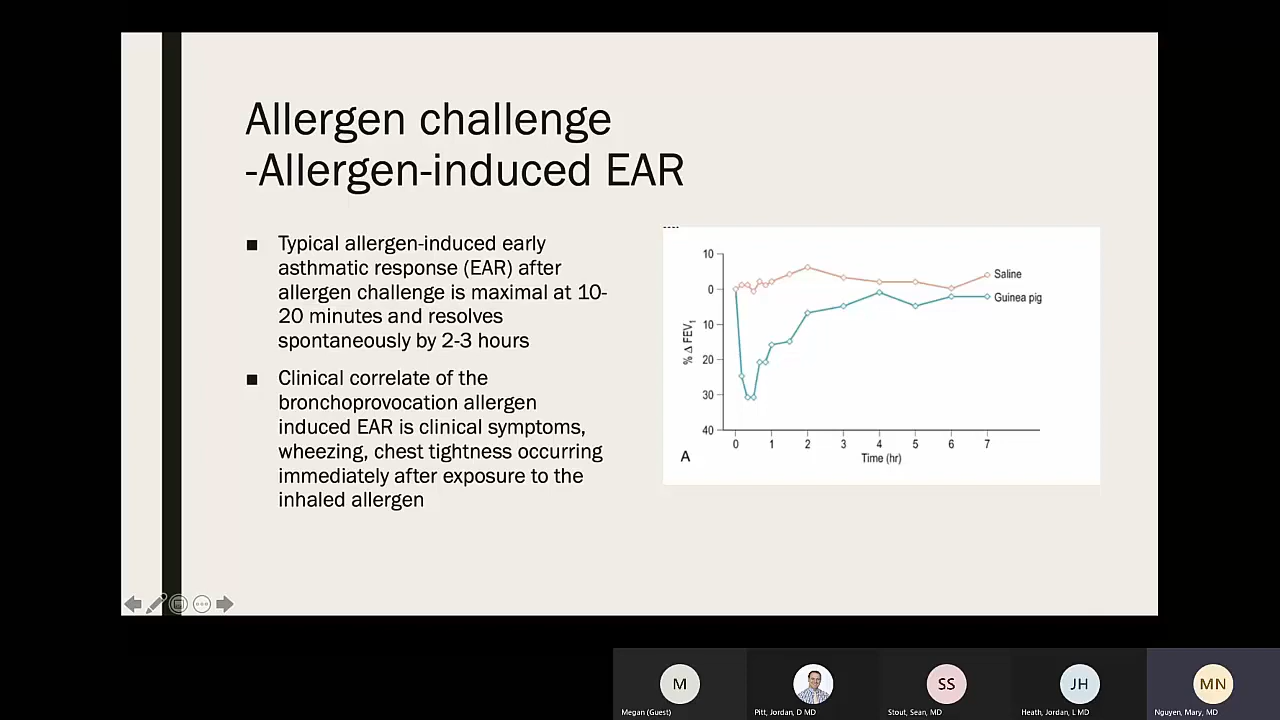 Allergen challenge
-Allergen-induced EAR
■ Typical allergen-induced early
asthmatic response (EAR) after
allergen challenge is maximal at 10-
20 minutes and resolves
spontaneously by 2-3 hours
■ Clinical correlate of the
bronchoprovocation allergen
induced EAR is clinical symptoms,
wheezing, chest tightness occurring
immediately after exposure to the
inhaled allergen
10
0
10
20
30
40
% Δ FEV₁
Saline
Guinea pig
0 1 2 3 4 5 6 7
Time (hr)
A
M
SS
JH
MN
Megan (Guest)
Pitt, Jordan, D MD
Stout, Sean, MD
Heath, Jordan, L MD
Nguyen, Mary, MD